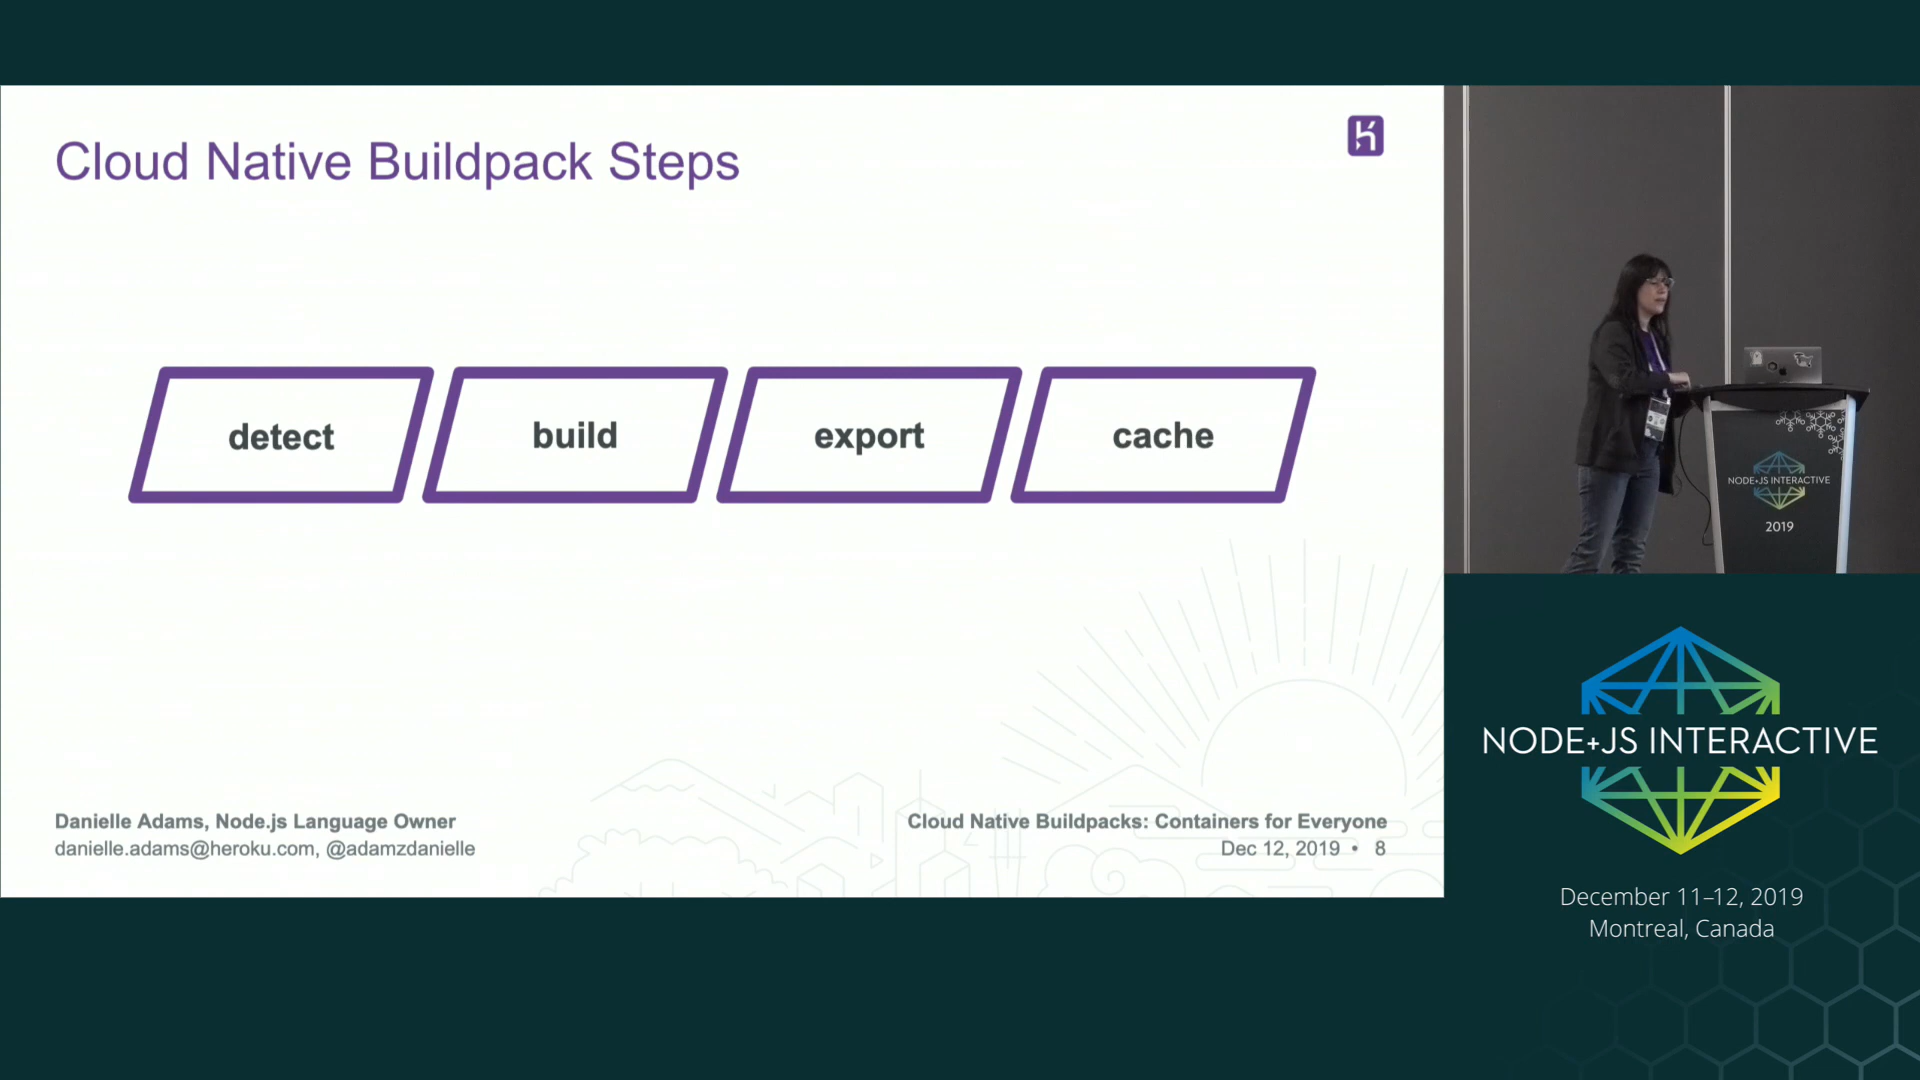 Cloud Native Buildpack Steps
detect
build
export
cache
Danielle Adams, Node.js Language Owner
danielle.adams@heroku.com, @adamzdanielle
Cloud Native Buildpacks: Containers for Everyone
Dec 12, 2019 • 8
NODE+JS INTERACTIVE
2019
NODE+JS INTERACTIVE
December 11–12, 2019
Montreal, Canada